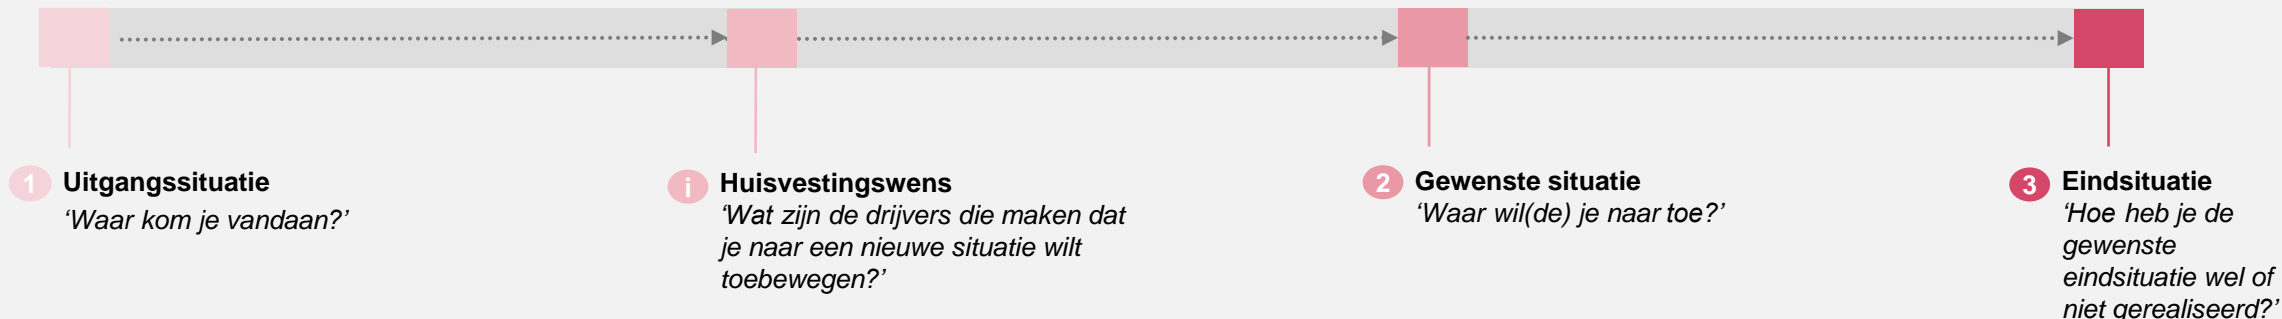 1 Uitgangssituatie
‘Waar kom je vandaan?’
i Huisvestingswens
‘Wat zijn de drijvers die maken dat
je naar een nieuwe situatie wilt
toebewegen?’
2 Gewenste situatie
‘Waar wil(de) je naar toe?’
3 Eindsituatie
‘Hoe heb je de
gewenste
eindsituatie wel of
niet gerealiseerd?’